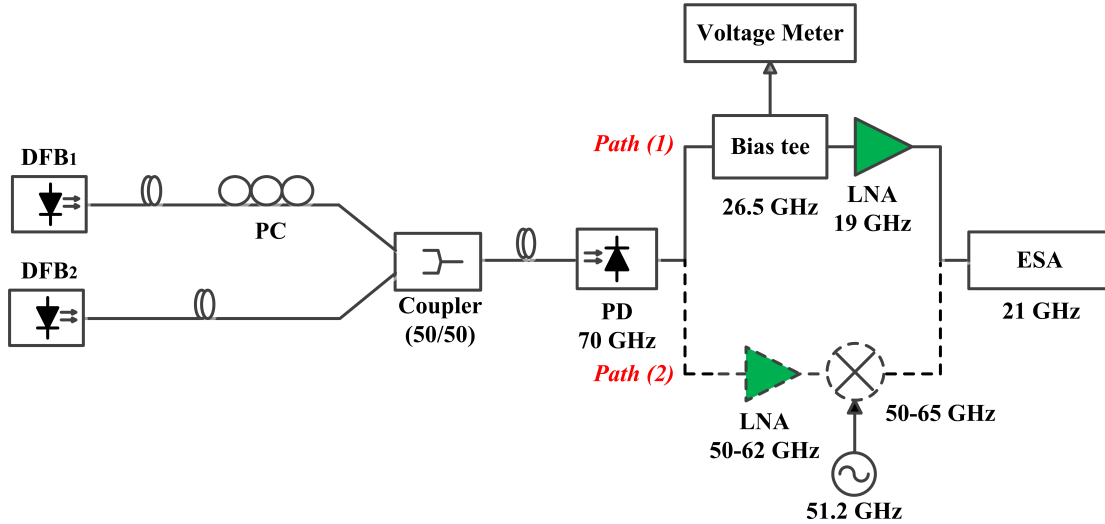 Voltage Meter
Path (1)
Bias tee
DFB1
LNA
26.5 GHz
19 GHz
PC
DFB2
ESA
Coupler
(50/50)
PD
70 GHz
21 GHz
Path (2)
LNA
50-62 GHz
50-65 GHz
51.2 GHz